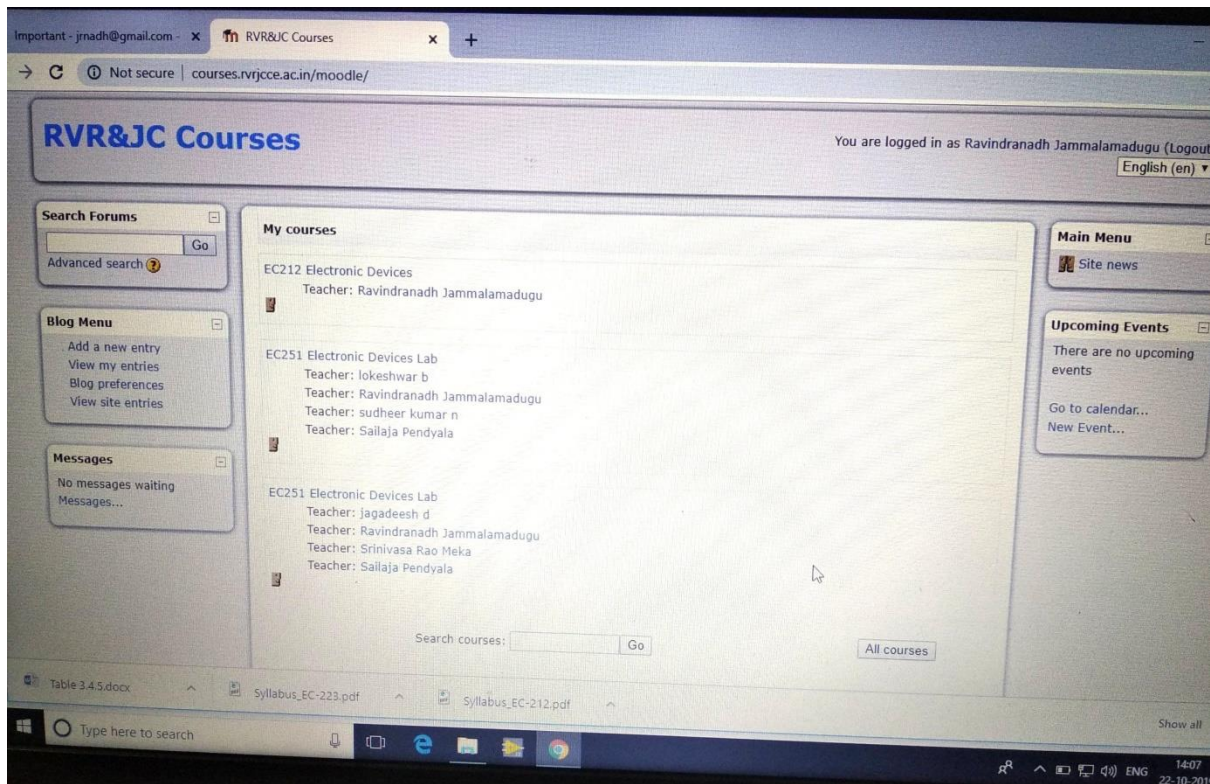 Important - jrnadh@gmail.com -
RVR&JC Courses
Not secure | courses.rvrjcce.ac.in/moodle/
RVR&JC Courses
You are logged in as Ravindranadh Jammalamadugu (Logout
English (en)
Search Forums
Go
Advanced search
Blog Menu
Add a new entry
View my entries
Blog preferences
View site entries
Messages
No messages waiting
Messages...
My courses
EC212 Electronic Devices
Teacher: Ravindranadh Jammalamadugu
EC251 Electronic Devices Lab
Teacher: lokeshwar b
Teacher: Ravindranadh Jammalamadugu
Teacher: sudheer kumar n
Teacher: Sailaja Pendyala
EC251 Electronic Devices Lab
Teacher: jagadeesh d
Teacher: Ravindranadh Jammalamadugu
Teacher: Srinivasa Rao Meka
Teacher: Sailaja Pendyala
Search courses:
Go
All courses
Main Menu
Site news
Upcoming Events
There are no upcoming
events
Go to calendar...
New Event...
Table 3.4.5.docx
Syllabus_EC-223.pdf
Syllabus_EC-212.pdf
Show all
Type here to search
ENG
14:07
22-10-201